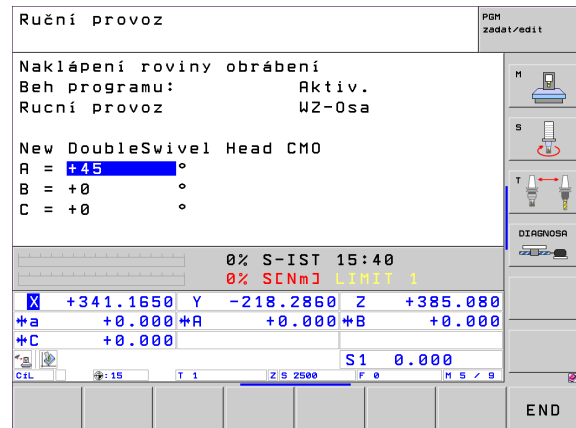 Ruční provoz
PGM
zadat/edit
Naklápení roviny obrábení
Beh programu: Aktiv.
Rucní provoz WZ-Osa
New DoubleSwivel Head CMO
A = +45 °
B = +0 °
C = +0 °
M
S
T
DIAGNOSA
0% S-IST 15:40
0% S[Nm] LIMIT 1
X +341.1650 Y -218.2860 Z +385.080
a +0.000 A +0.000 B +0.000
C +0.000
S1 0.000
CíL :15 T 1 Z S 2500 F 0 M 5 / 9
END